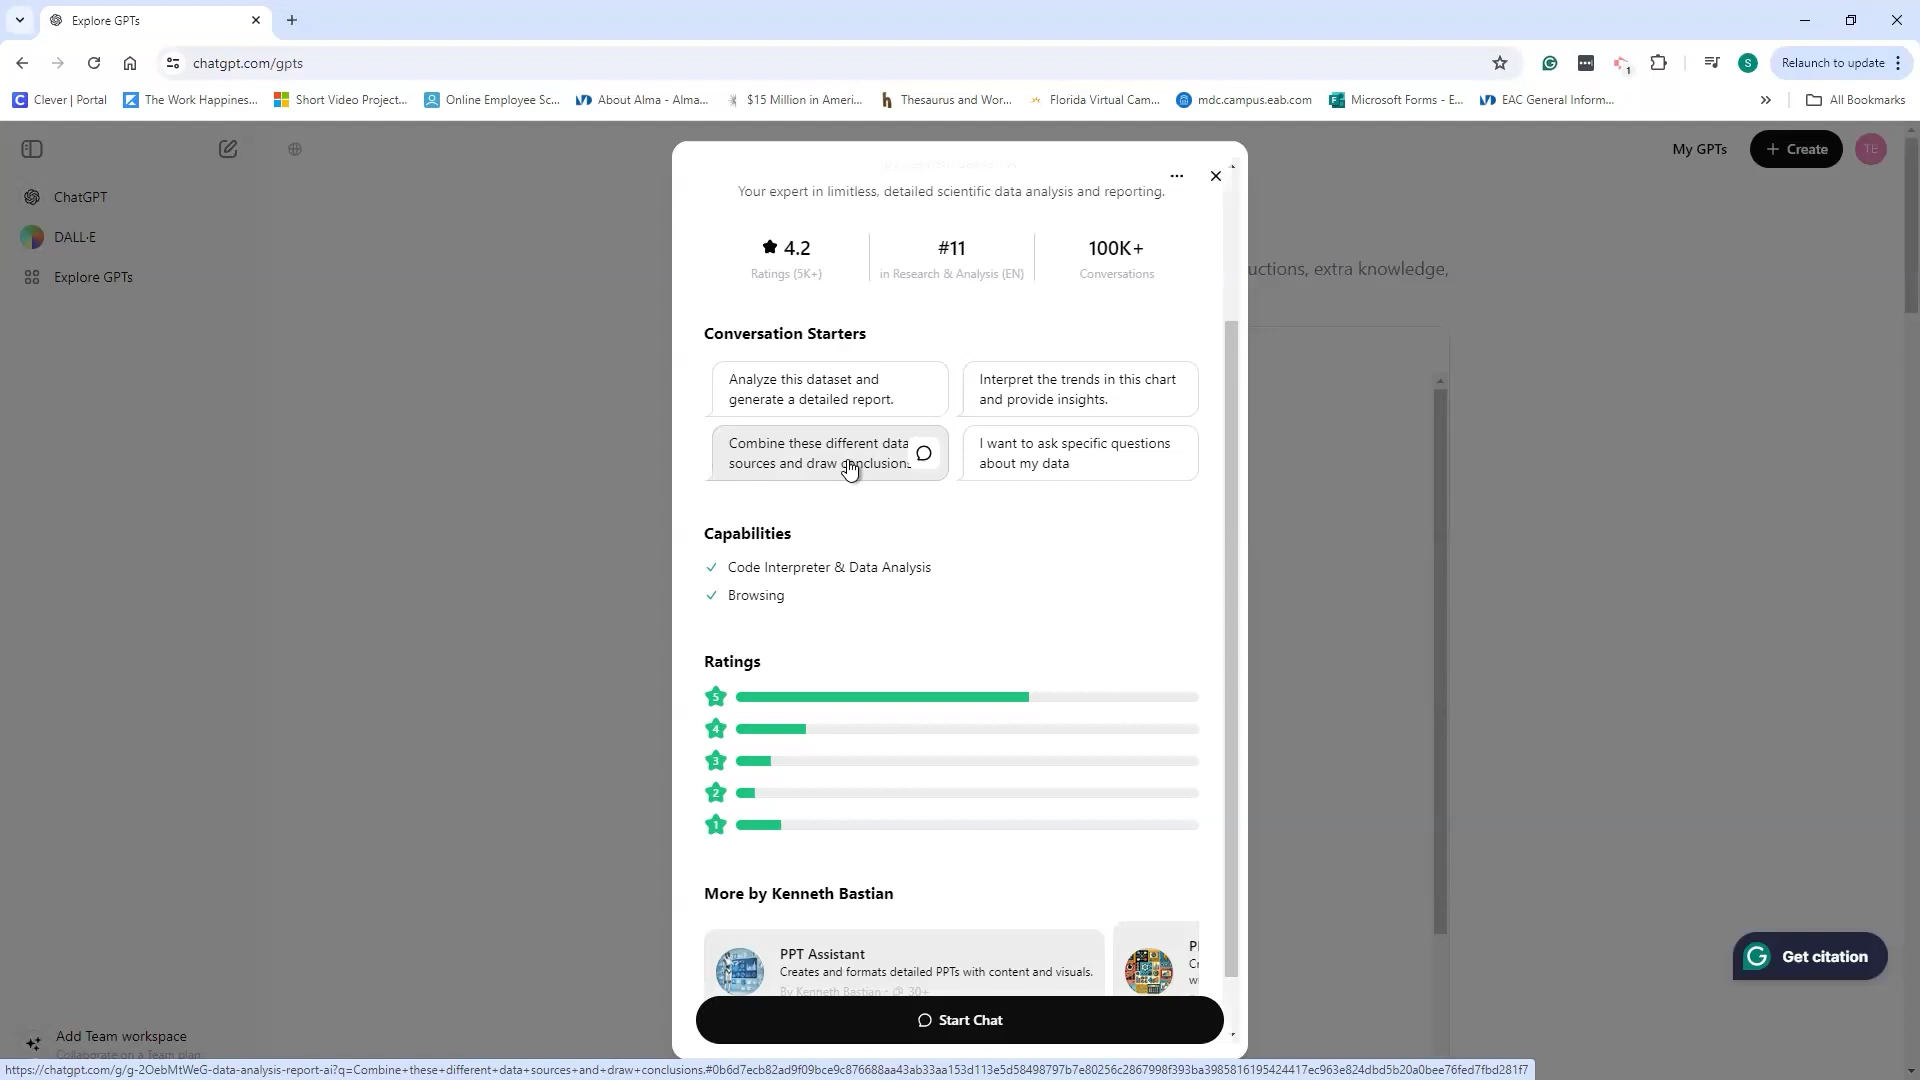 Explore GPTs
chatgpt.com/gpts
1
S
Relaunch to update
Clever | Portal
The Work Happines...
Short Video Project...
Online Employee Sc...
About Alma - Alma...
$15 Million in Ameri...
Thesaurus and Wor...
Florida Virtual Cam...
mdc.campus.eab.com
Microsoft Forms - E...
EAC General Inform...
All Bookmarks
ChatGPT
DALL·E
Explore GPTs
My GPTs
+ Create
TE
uctions, extra knowledge,
Your expert in limitless, detailed scientific data analysis and reporting.
4.2
Ratings (5K+)
#11
in Research & Analysis (EN)
100K+
Conversations
Conversation Starters
Analyze this dataset and
generate a detailed report.
Interpret the trends in this chart
and provide insights.
Combine these different data
sources and draw conclusions.
I want to ask specific questions
about my data
Capabilities
Code Interpreter & Data Analysis
Browsing
Ratings
5
4
3
2
1
More by Kenneth Bastian
PPT Assistant
Creates and formats detailed PPTs with content and visuals.
By Kenneth Bastian · 30+
Start Chat
Get citation
Add Team workspace
Collaborate on a Team plan
https://chatgpt.com/g/g-2OebMtWeG-data-analysis-report-ai?q=Combine+these+different+data+sources+and+draw+conclusions.#0b6d7ecb82ad9f09bce9c876688aa43ab33aa153d113e5d58498797b7e80256c2867998f393ba3985816195424417ec963e824dbd5b20a0bee76fed7fbd281f7